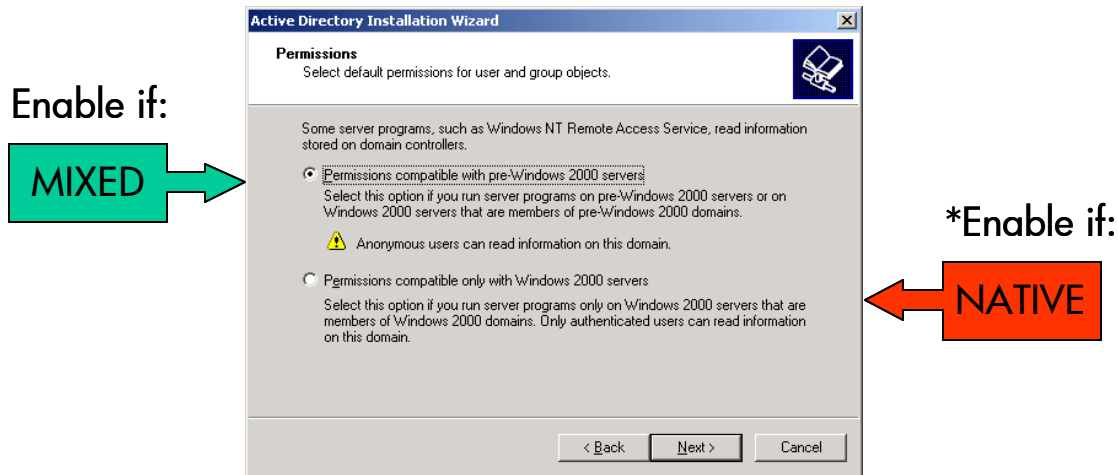 Active Directory Installation Wizard
Permissions
Select default permissions for user and group objects.
Enable if:
MIXED
Some server programs, such as Windows NT Remote Access Service, read information
stored on domain controllers.
Permissions compatible with pre-Windows 2000 servers
Select this option if you run server programs on pre-Windows 2000 servers or on
Windows 2000 servers that are members of pre-Windows 2000 domains.
Anonymous users can read information on this domain.
*Enable if:
NATIVE
Permissions compatible only with Windows 2000 servers
Select this option if you run server programs only on Windows 2000 servers that are
members of Windows 2000 domains. Only authenticated users can read information
on this domain.
< Back
Next >
Cancel